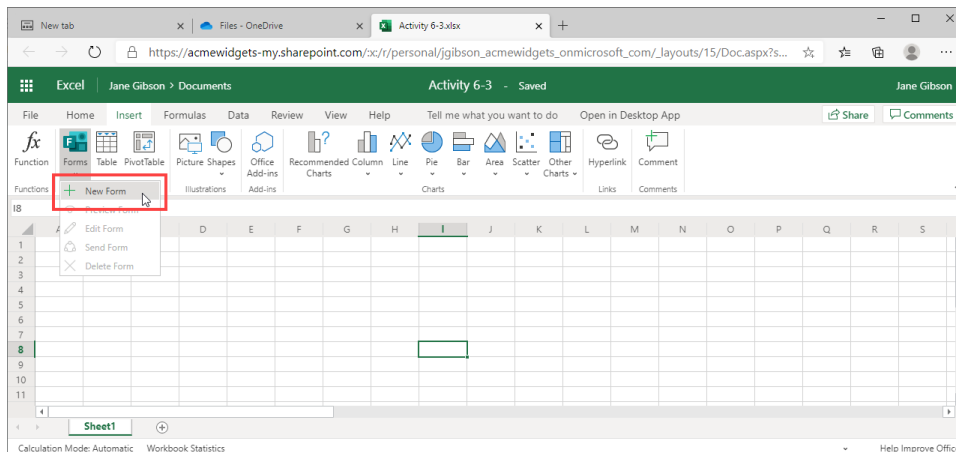 New tab
Files - OneDrive
Activity 6-3.xlsx
https://acmewidgets-my.sharepoint.com/:x:/r/personal/jgibson_acmewidgets_onmicrosoft_com/_layouts/15/Doc.aspx?s...
Excel
Jane Gibson > Documents
Activity 6-3 - Saved
Jane Gibson
File Home Insert Formulas Data Review View Help Tell me what you want to do Open in Desktop App Share Comments
Function Forms Table PivotTable Picture Shapes Office Add-ins Recommended Charts Column Line Pie Bar Area Scatter Other Charts Hyperlink Comment
Functions Illustrations Add-ins Charts Links Comments
New Form
I8
Preview Form
Edit Form
D E F G H I J K L M N O P Q R S
Send Form
Delete Form
1
2
3
4
5
6
7
8
9
10
11
Sheet1
Calculation Mode: Automatic Workbook Statistics Help Improve Office